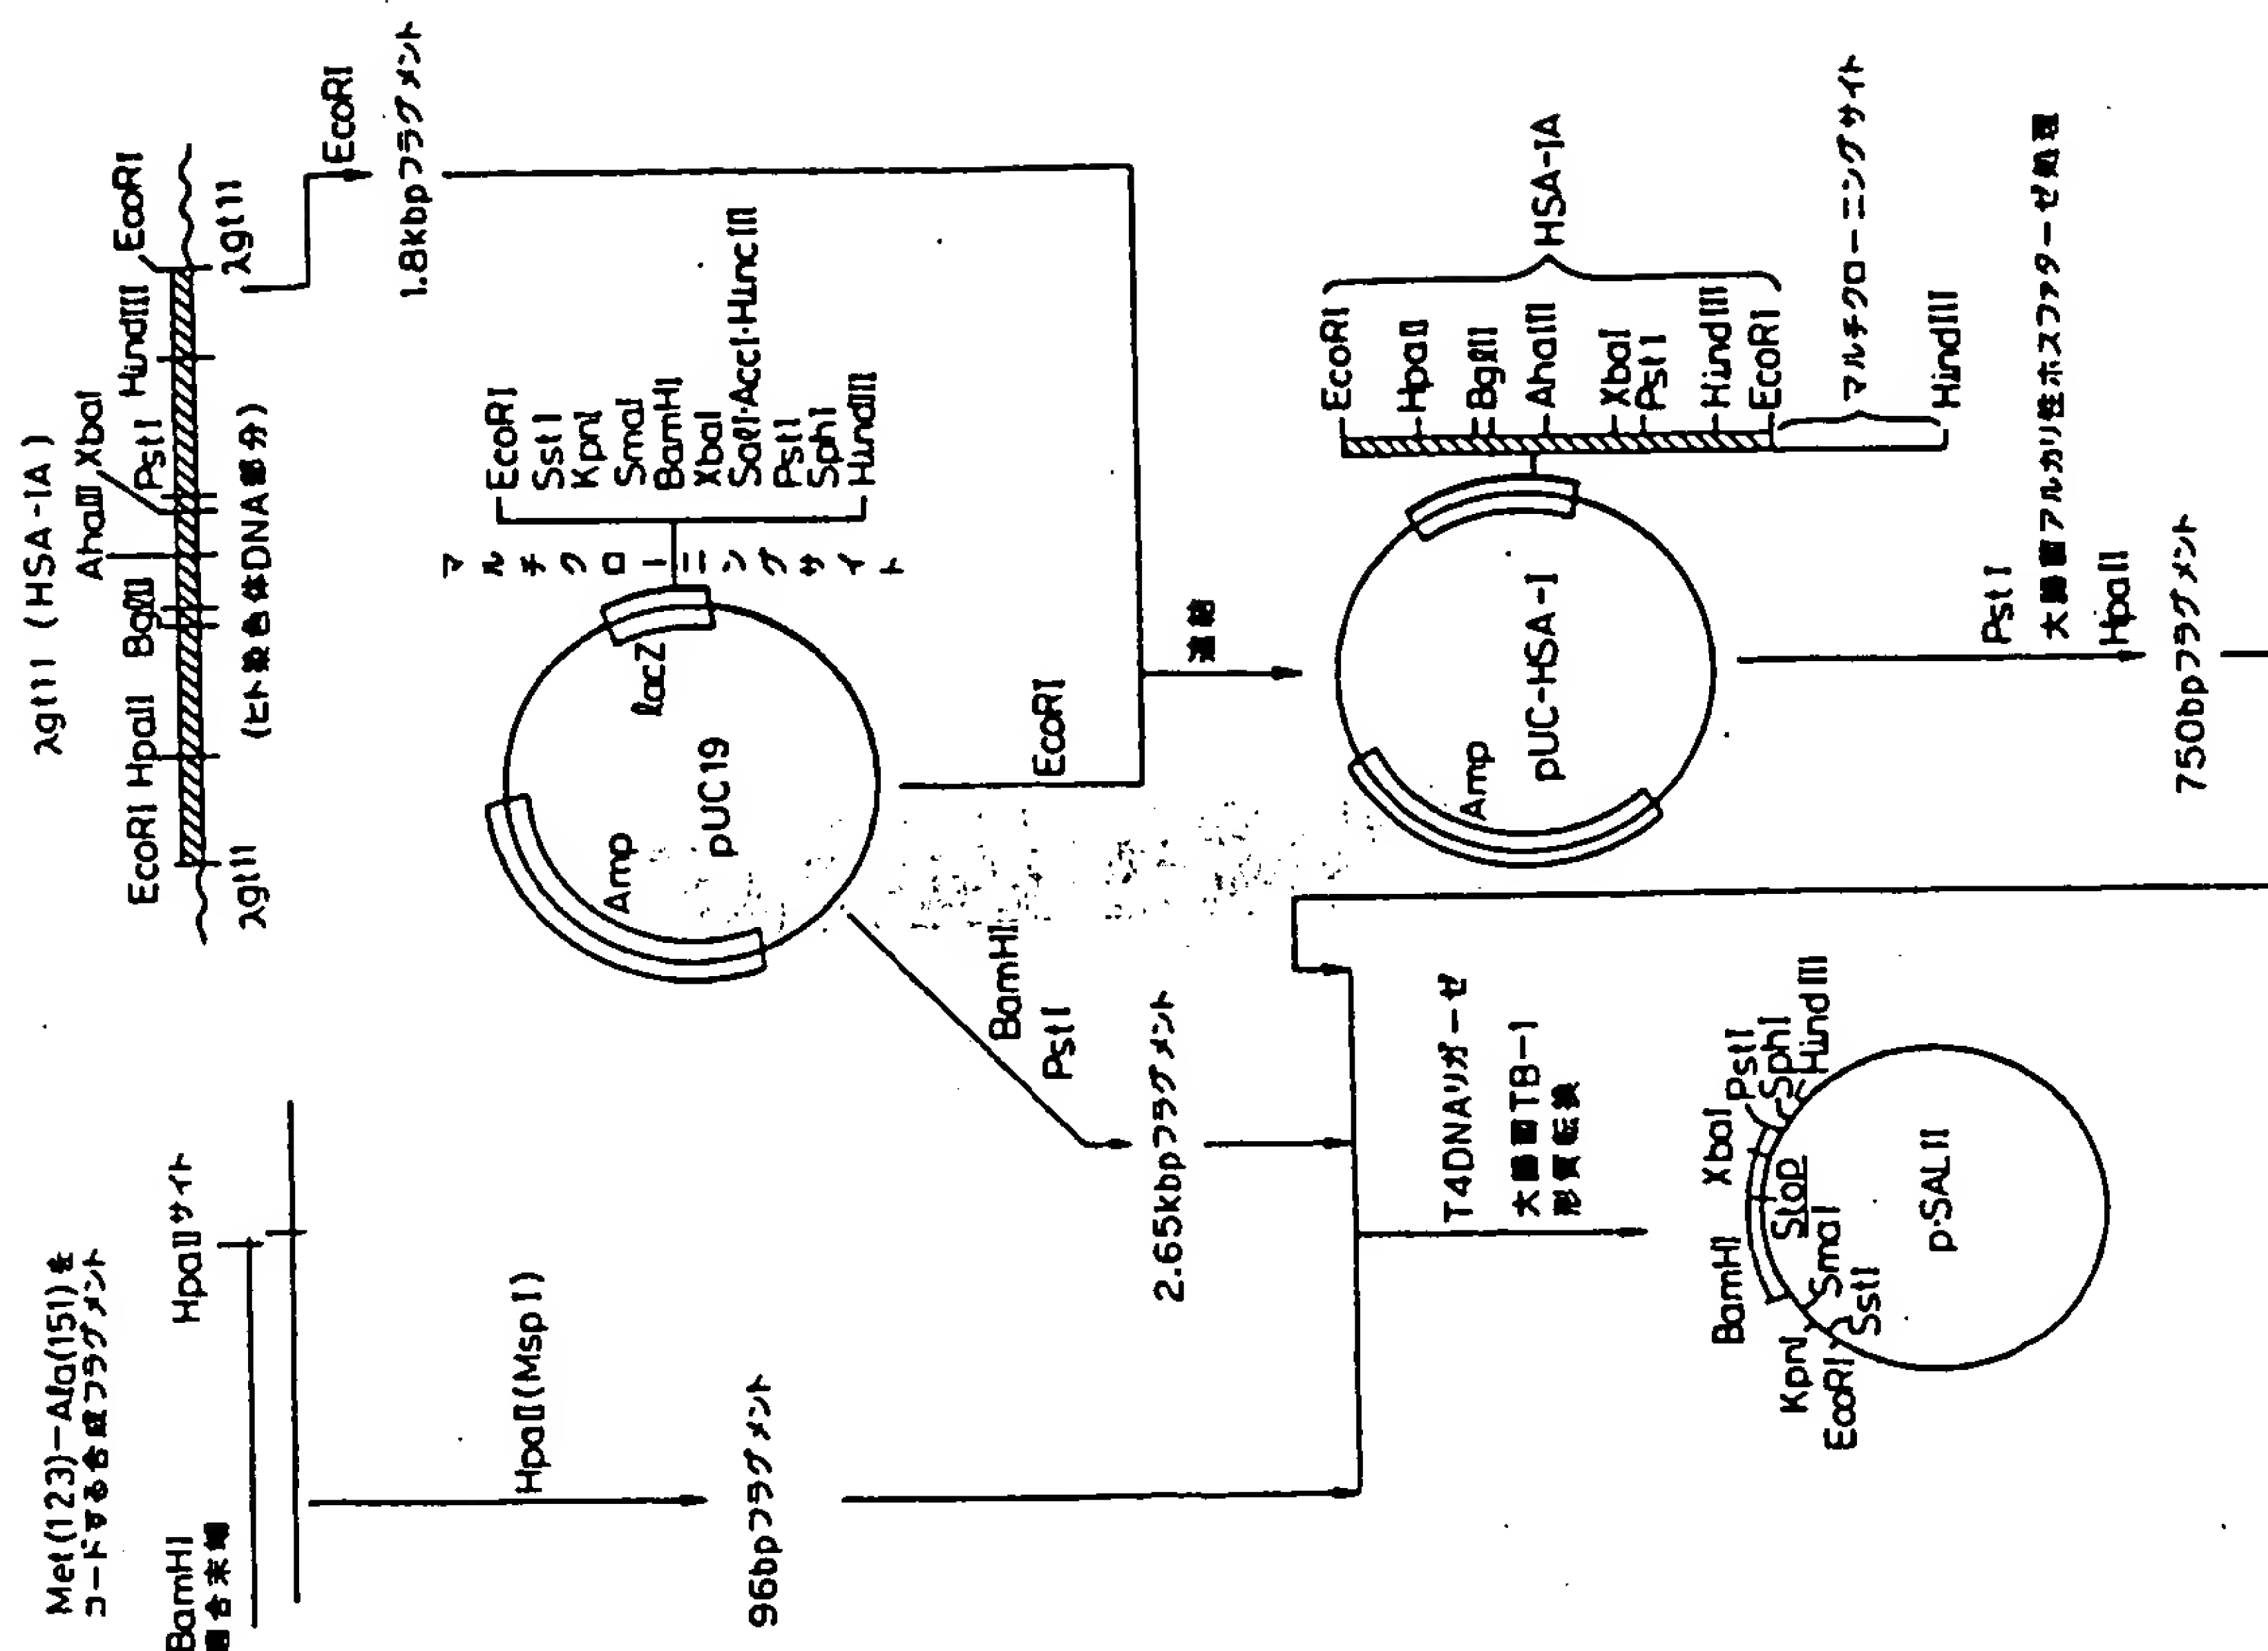 Met(123)-Ala(151)を
コードする合成フラグメント
BamHI
HpaIIサイト
HpaII(MspI)
96bpフラグメント
λgt11 (HSA-1A)
EcoRI
HpaII
BglII
AhaIII
XbaI
PstI
HindIII
EcoRI
λgt11
λgt11
(ヒト染色体DNA部分)
EcoRI
1.8kbpフラグメント
マルチクローニングサイト
EcoRI
SstI
KpnI
SmaI
BamHI
XbaI
SalI・AccI・HincII
PstI
SphI
HindIII
lacZ
Amp
pUC19
EcoRI
BamHI
PstI
2.65kbpフラグメント
連結
EcoRI
HpaII
BglII
AhaIII
XbaI
PstI
HindIII
EcoRI
HSA-1A
マルチクローニングサイト
HindIII
Amp
pUC-HSA-I
PstI
大腸菌アルカリ性ホスファターゼ処理
HpaII
750bpフラグメント
T4DNAリガーゼ
大腸菌TB-1
形質転換
BamHI
XbaI
PstI
SphI
HindIII
Stop
SmaI
SstI
KpnI
EcoRI
p・SALII